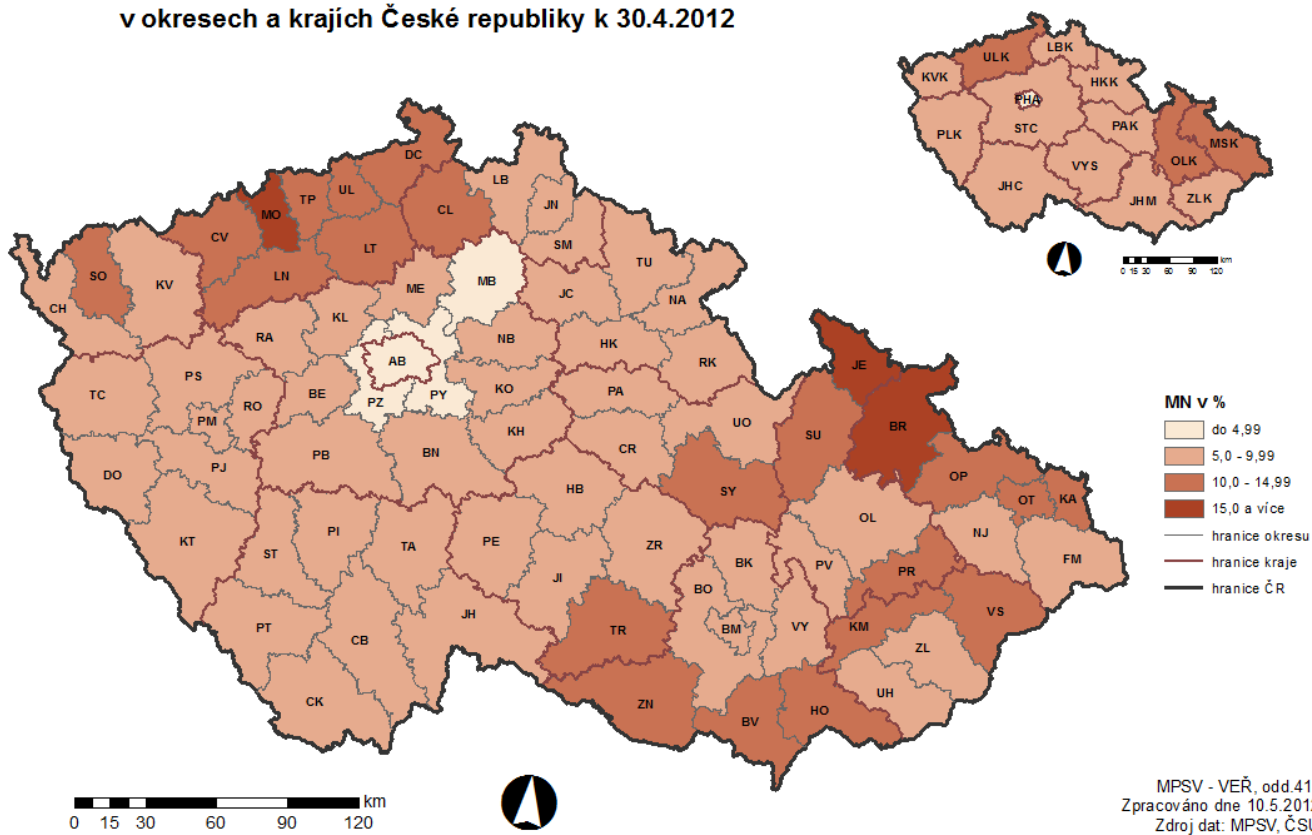 v okresech a krajích České republiky k 30.4.2012
ULK
LBK
KVK
HKK
PHA
PLK
STC
PAK
MSK
OLK
VYS
JHC
JHM
ZLK
km
0 15 30 60 90 120
DC
LB
UL
TP
MO
JN
CL
CV
LT
SM
TU
SO
LN
KV
MB
ME
JC
NA
CH
KL
RA
NB
HK
AB
RK
JE
PS
TC
BE
PZ
PY
KO
PA
RO
PM
UO
SU
BR
KH
CR
PB
BN
DO
PJ
OP
SY
HB
OT
KA
OL
NJ
KT
ST
PI
TA
PE
ZR
FM
BK
PV
PR
JI
BO
VS
JH
TR
BM
VY
KM
PT
CB
ZL
UH
CK
ZN
BV
HO
MN v %
do 4,99
5,0 - 9,99
10,0 - 14,99
15,0 a více
hranice okresu
hranice kraje
hranice ČR
km
0 15 30 60 90 120
MPSV - VEŘ, odd.41
Zpracováno dne 10.5.2012
Zdroj dat: MPSV, ČSÚ